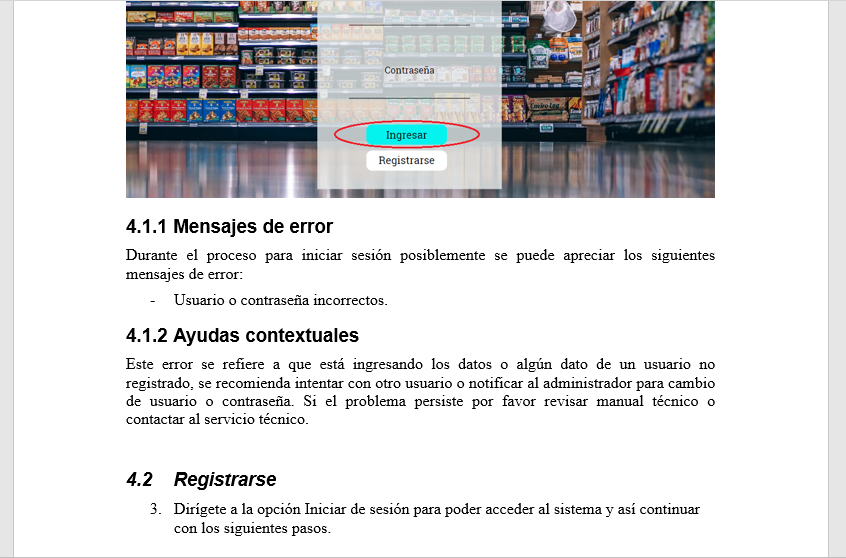 Contraseña
Ingresar
Registrarse
4.1.1 Mensajes de error
Durante el proceso para iniciar sesión posiblemente se puede apreciar los siguientes
mensajes de error:
- Usuario o contraseña incorrectos.
4.1.2 Ayudas contextuales
Este error se refiere a que está ingresando los datos o algún dato de un usuario no
registrado, se recomienda intentar con otro usuario o notificar al administrador para cambio
de usuario o contraseña. Si el problema persiste por favor revisar manual técnico o
contactar al servicio técnico.
4.2 Registrarse
3. Dirígete a la opción Iniciar de sesión para poder acceder al sistema y así continuar
con los siguientes pasos.